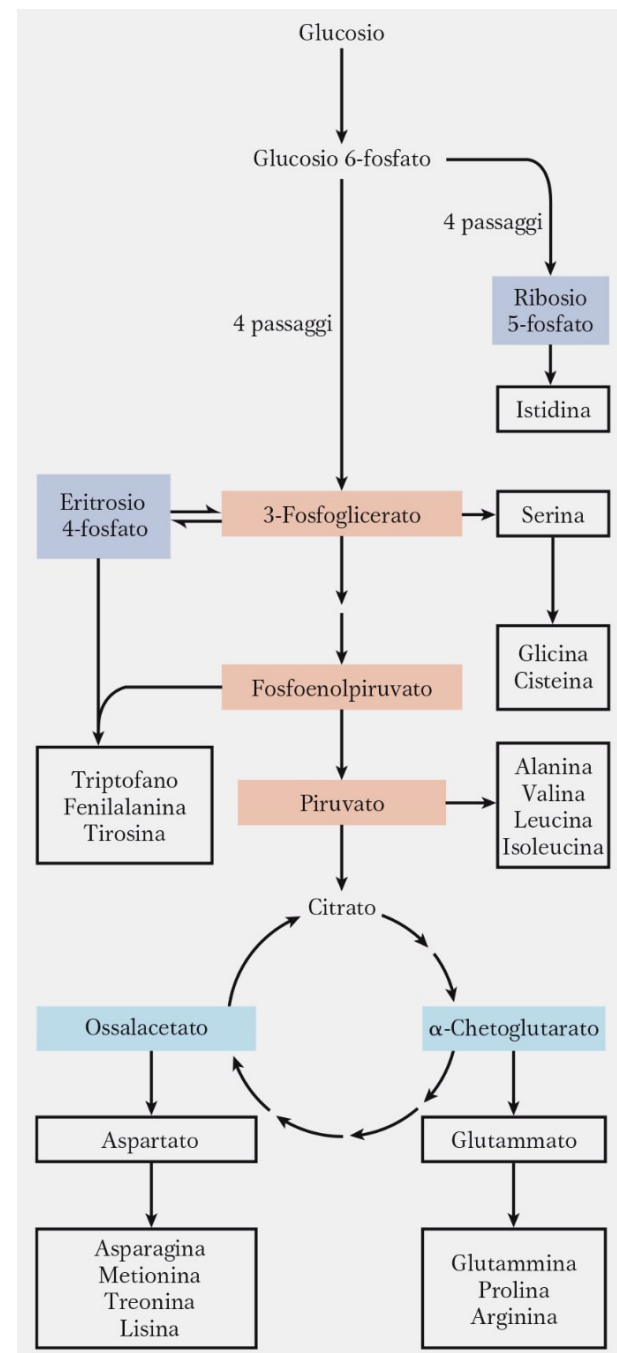 Glucosio
Glucosio 6-fosfato
4 passaggi
Ribosio
5-fosfato
4 passaggi
Istidina
Eritrosio
4-fosfato
3-Fosfoglicerato
Serina
Glicina
Cisteina
Fosfoenolpiruvato
Triptofano
Fenilalanina
Tirosina
Piruvato
Alanina
Valina
Leucina
Isoleucina
Citrato
Ossalacetato
α-Chetoglutarato
Aspartato
Glutammato
Asparagina
Metionina
Treonina
Lisina
Glutammina
Prolina
Arginina